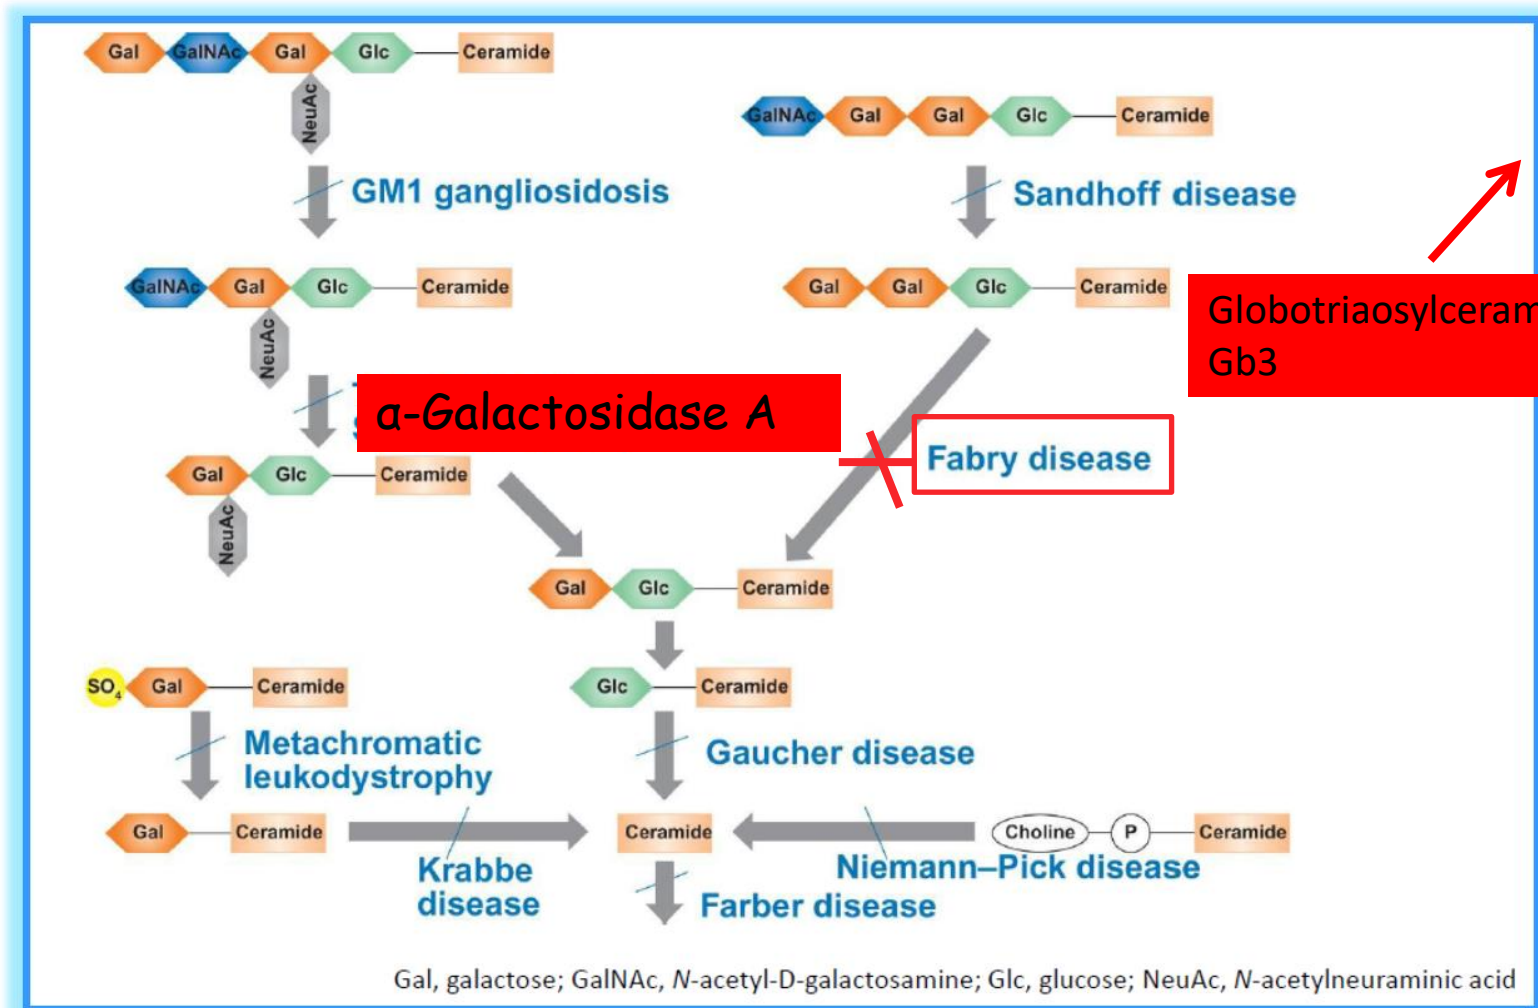 Gal GalNAc Gal Glc Ceramide
NeuAc
GalNAc Gal Gal Glc Ceramide
GM1 gangliosidosis
Sandhoff disease
GalNAc Gal Glc Ceramide
NeuAc
Gal Gal Glc Ceramide
Gb3
α-Galactosidase A
Fabry disease
Gal Glc Ceramide
NeuAc
Gal Glc Ceramide
SO4 Gal Ceramide
Glc Ceramide
Metachromatic
leukodystrophy
Gaucher disease
Gal Ceramide
Ceramide
Choline P Ceramide
Krabbe
disease
Niemann–Pick disease
Farber disease
Gal, galactose; GalNAc, N-acetyl-D-galactosamine; Glc, glucose; NeuAc, N-acetylneuraminic acid